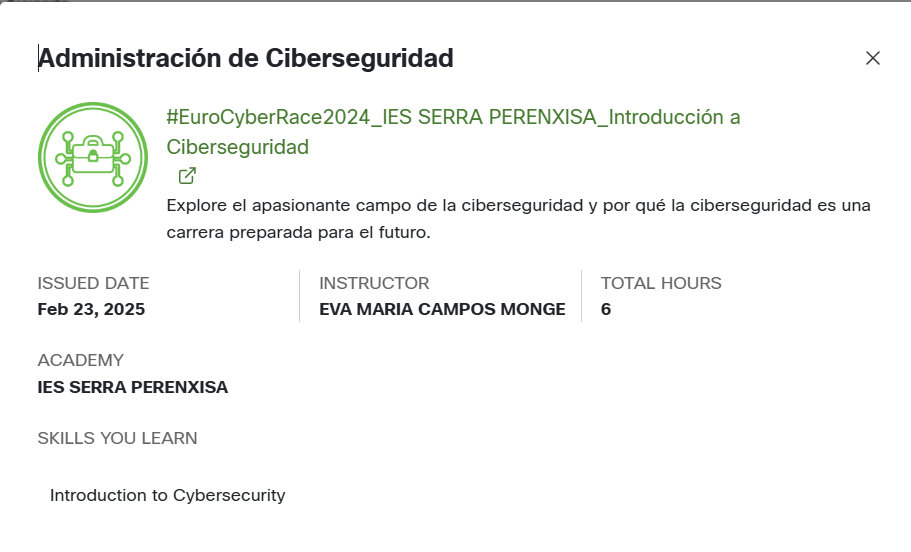 Administración de Ciberseguridad
#EuroCyberRace2024_IES SERRA PERENXISA_Introducción a
Ciberseguridad
Explore el apasionante campo de la ciberseguridad y por qué la ciberseguridad es una
carrera preparada para el futuro.
ISSUED DATE
Feb 23, 2025
INSTRUCTOR
EVA MARIA CAMPOS MONGE
TOTAL HOURS
6
ACADEMY
IES SERRA PERENXISA
SKILLS YOU LEARN
Introduction to Cybersecurity